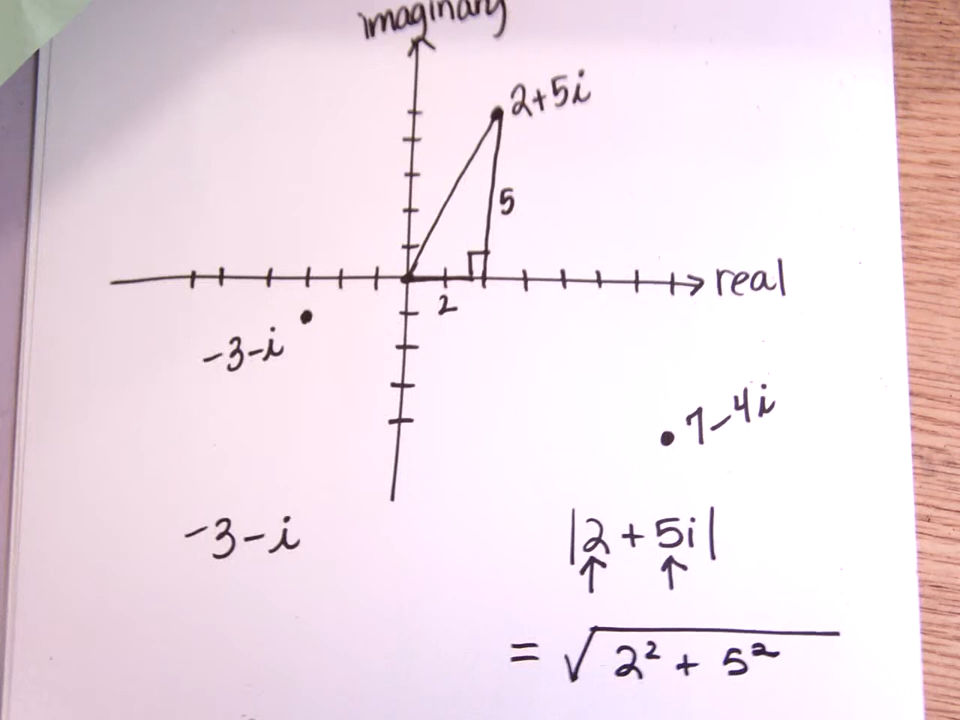 imaginary
2+5i
5
real
2
-3-i
7-4i
-3-i
|2+5i|
= √2² + 5²